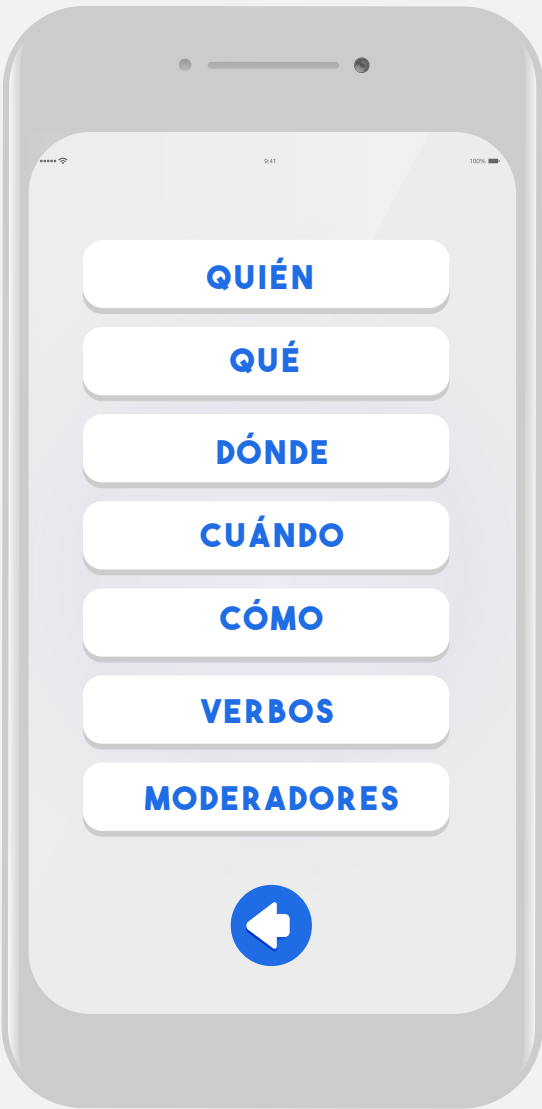 9:41
100%
QUIÉN
QUÉ
DÓNDE
CUÁNDO
CÓMO
VERBOS
MODERADORES